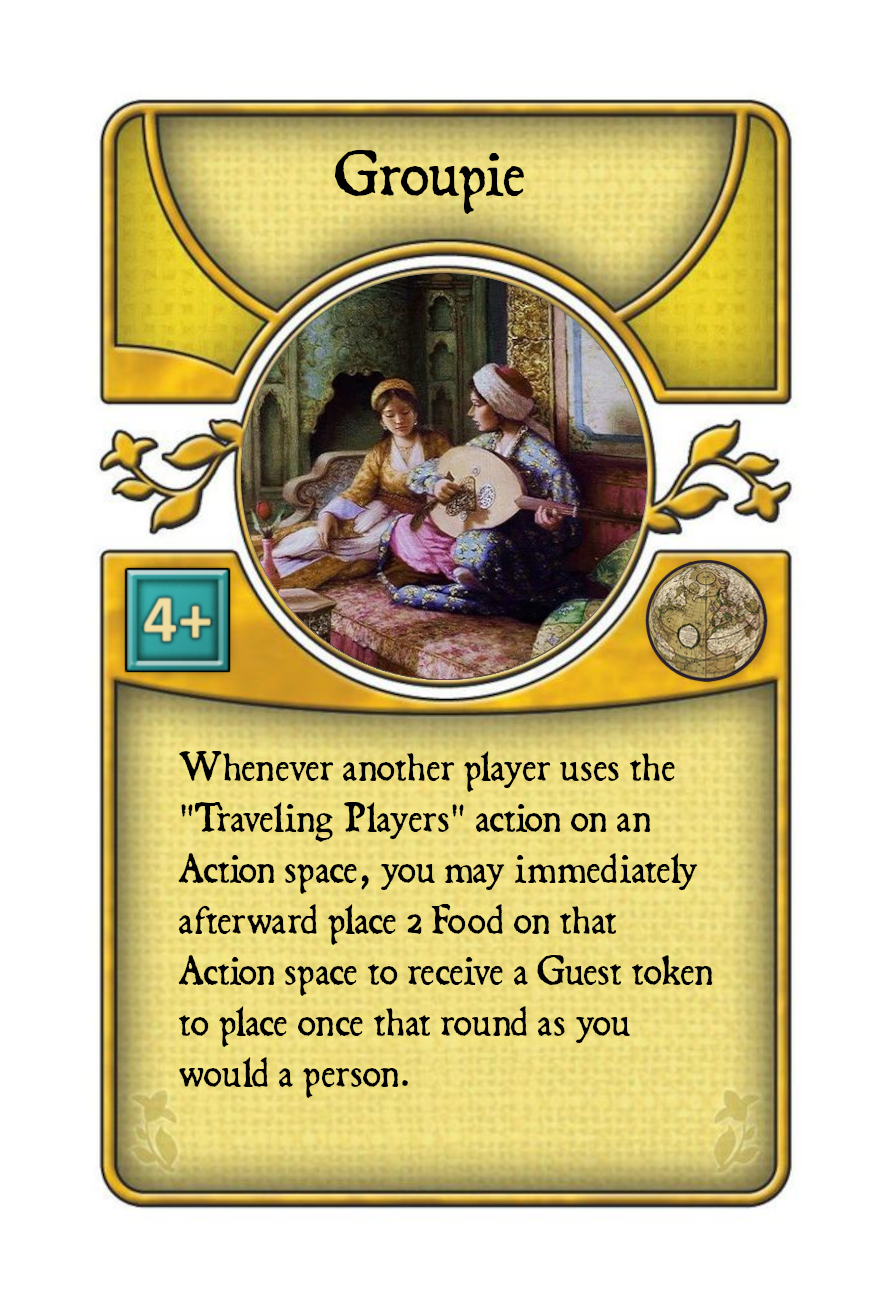 Groupie
4+
Whenever another player uses the
"Traveling Players" action on an
Action space, you may immediately
afterward place 2 Food on that
Action space to receive a Guest token
to place once that round as you
would a person.